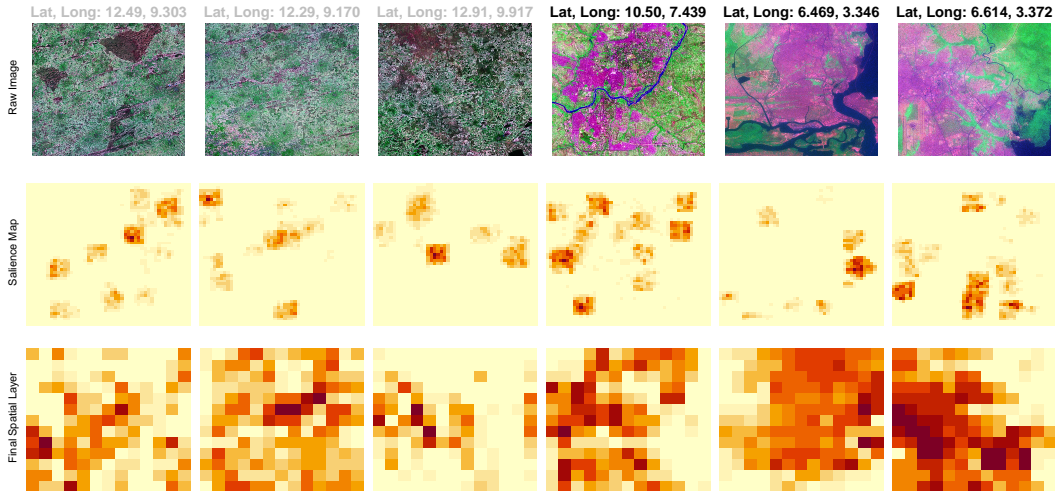 Lat, Long: 12.49, 9.303
Lat, Long: 12.29, 9.170
Lat, Long: 12.91, 9.917
Lat, Long: 10.50, 7.439
Lat, Long: 6.469, 3.346
Lat, Long: 6.614, 3.372
Raw Image
Salience Map
Final Spatial Layer